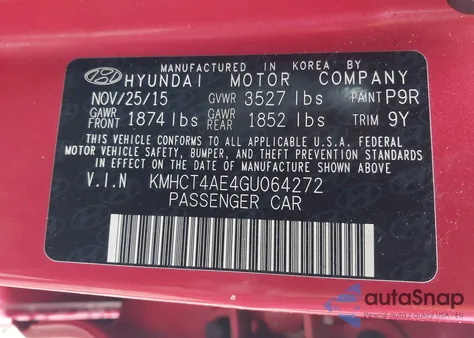 MANUFACTURED IN KOREA BY
HYUNDAI MOTOR COMPANY
NOV/25/15 GVWR 3527 lbs PAINT P9R
GAWR FRONT 1874 lbs GAWR REAR 1852 lbs TRIM 9Y
THIS VEHICLE CONFORMS TO ALL APPLICABLE U.S.A FEDERAL
MOTOR VEHICLE SAFETY, BUMPER, AND THEFT PREVENTION STANDARDS
IN EFFECT ON THE DATE OF MANUFACTURE SHOWN ABOVE
V.I.N KMHCT4AE4GU064272
PASSENGER CAR
autoSnap